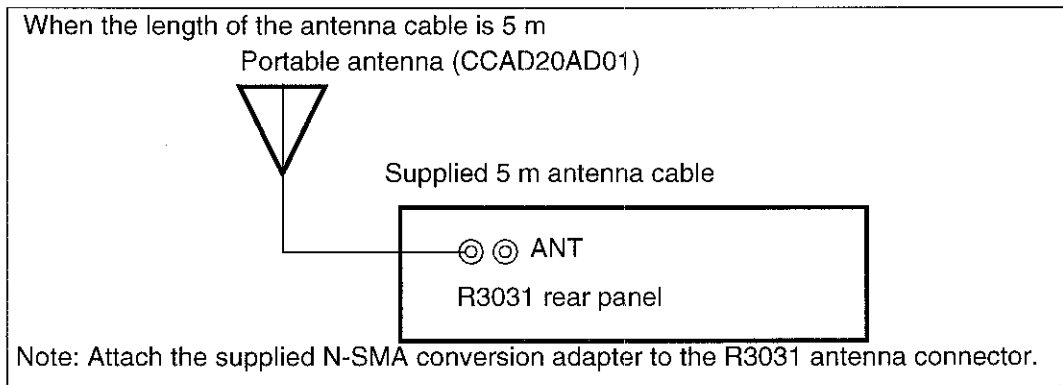 When the length of the antenna cable is 5 m
Portable antenna (CCAD20AD01)
Supplied 5 m antenna cable
ANT
R3031 rear panel
Note: Attach the supplied N-SMA conversion adapter to the R3031 antenna connector.